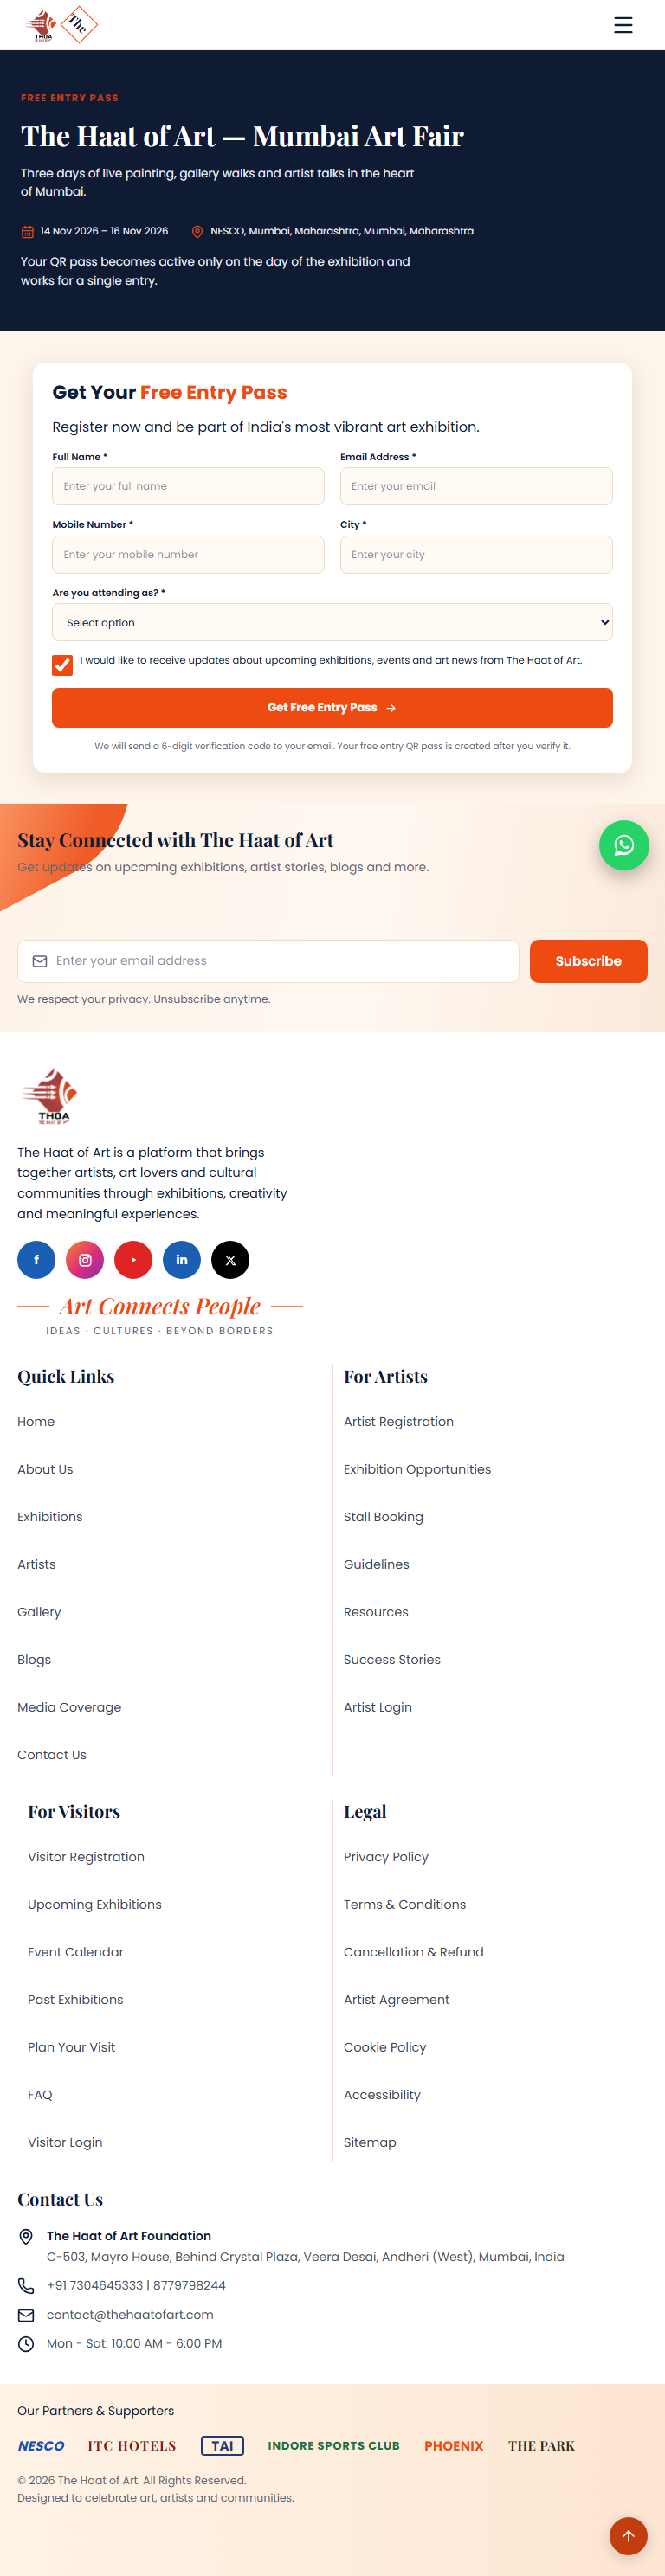 THOA
The
FREE ENTRY PASS
The Haat of Art — Mumbai Art Fair
Three days of live painting, gallery walks and artist talks in the heart
of Mumbai.
14 Nov 2026 – 16 Nov 2026
NESCO, Mumbai, Maharashtra, Mumbai, Maharashtra
Your QR pass becomes active only on the day of the exhibition and
works for a single entry.
Get Your Free Entry Pass
Register now and be part of India's most vibrant art exhibition.
Full Name *
Email Address *
Enter your full name
Enter your email
Mobile Number *
City *
Enter your mobile number
Enter your city
Are you attending as? *
Select option
I would like to receive updates about upcoming exhibitions, events and art news from The Haat of Art.
Get Free Entry Pass →
We will send a 6-digit verification code to your email. Your free entry QR pass is created after you verify it.
Stay Connected with The Haat of Art
Get updates on upcoming exhibitions, artist stories, blogs and more.
Enter your email address
Subscribe
We respect your privacy. Unsubscribe anytime.
THOA
THE HAAT OF ART
The Haat of Art is a platform that brings
together artists, art lovers and cultural
communities through exhibitions, creativity
and meaningful experiences.
f
in
X
Art Connects People
IDEAS · CULTURES · BEYOND BORDERS
Quick Links
Home
About Us
Exhibitions
Artists
Gallery
Blogs
Media Coverage
Contact Us
For Artists
Artist Registration
Exhibition Opportunities
Stall Booking
Guidelines
Resources
Success Stories
Artist Login
For Visitors
Visitor Registration
Upcoming Exhibitions
Event Calendar
Past Exhibitions
Plan Your Visit
FAQ
Visitor Login
Legal
Privacy Policy
Terms & Conditions
Cancellation & Refund
Artist Agreement
Cookie Policy
Accessibility
Sitemap
Contact Us
The Haat of Art Foundation
C-503, Mayro House, Behind Crystal Plaza, Veera Desai, Andheri (West), Mumbai, India
+91 7304645333 | 8779798244
contact@thehaatofart.com
Mon - Sat: 10:00 AM - 6:00 PM
Our Partners & Supporters
NESCO
ITC HOTELS
TAI
INDORE SPORTS CLUB
PHOENIX
THE PARK
© 2026 The Haat of Art. All Rights Reserved.
Designed to celebrate art, artists and communities.